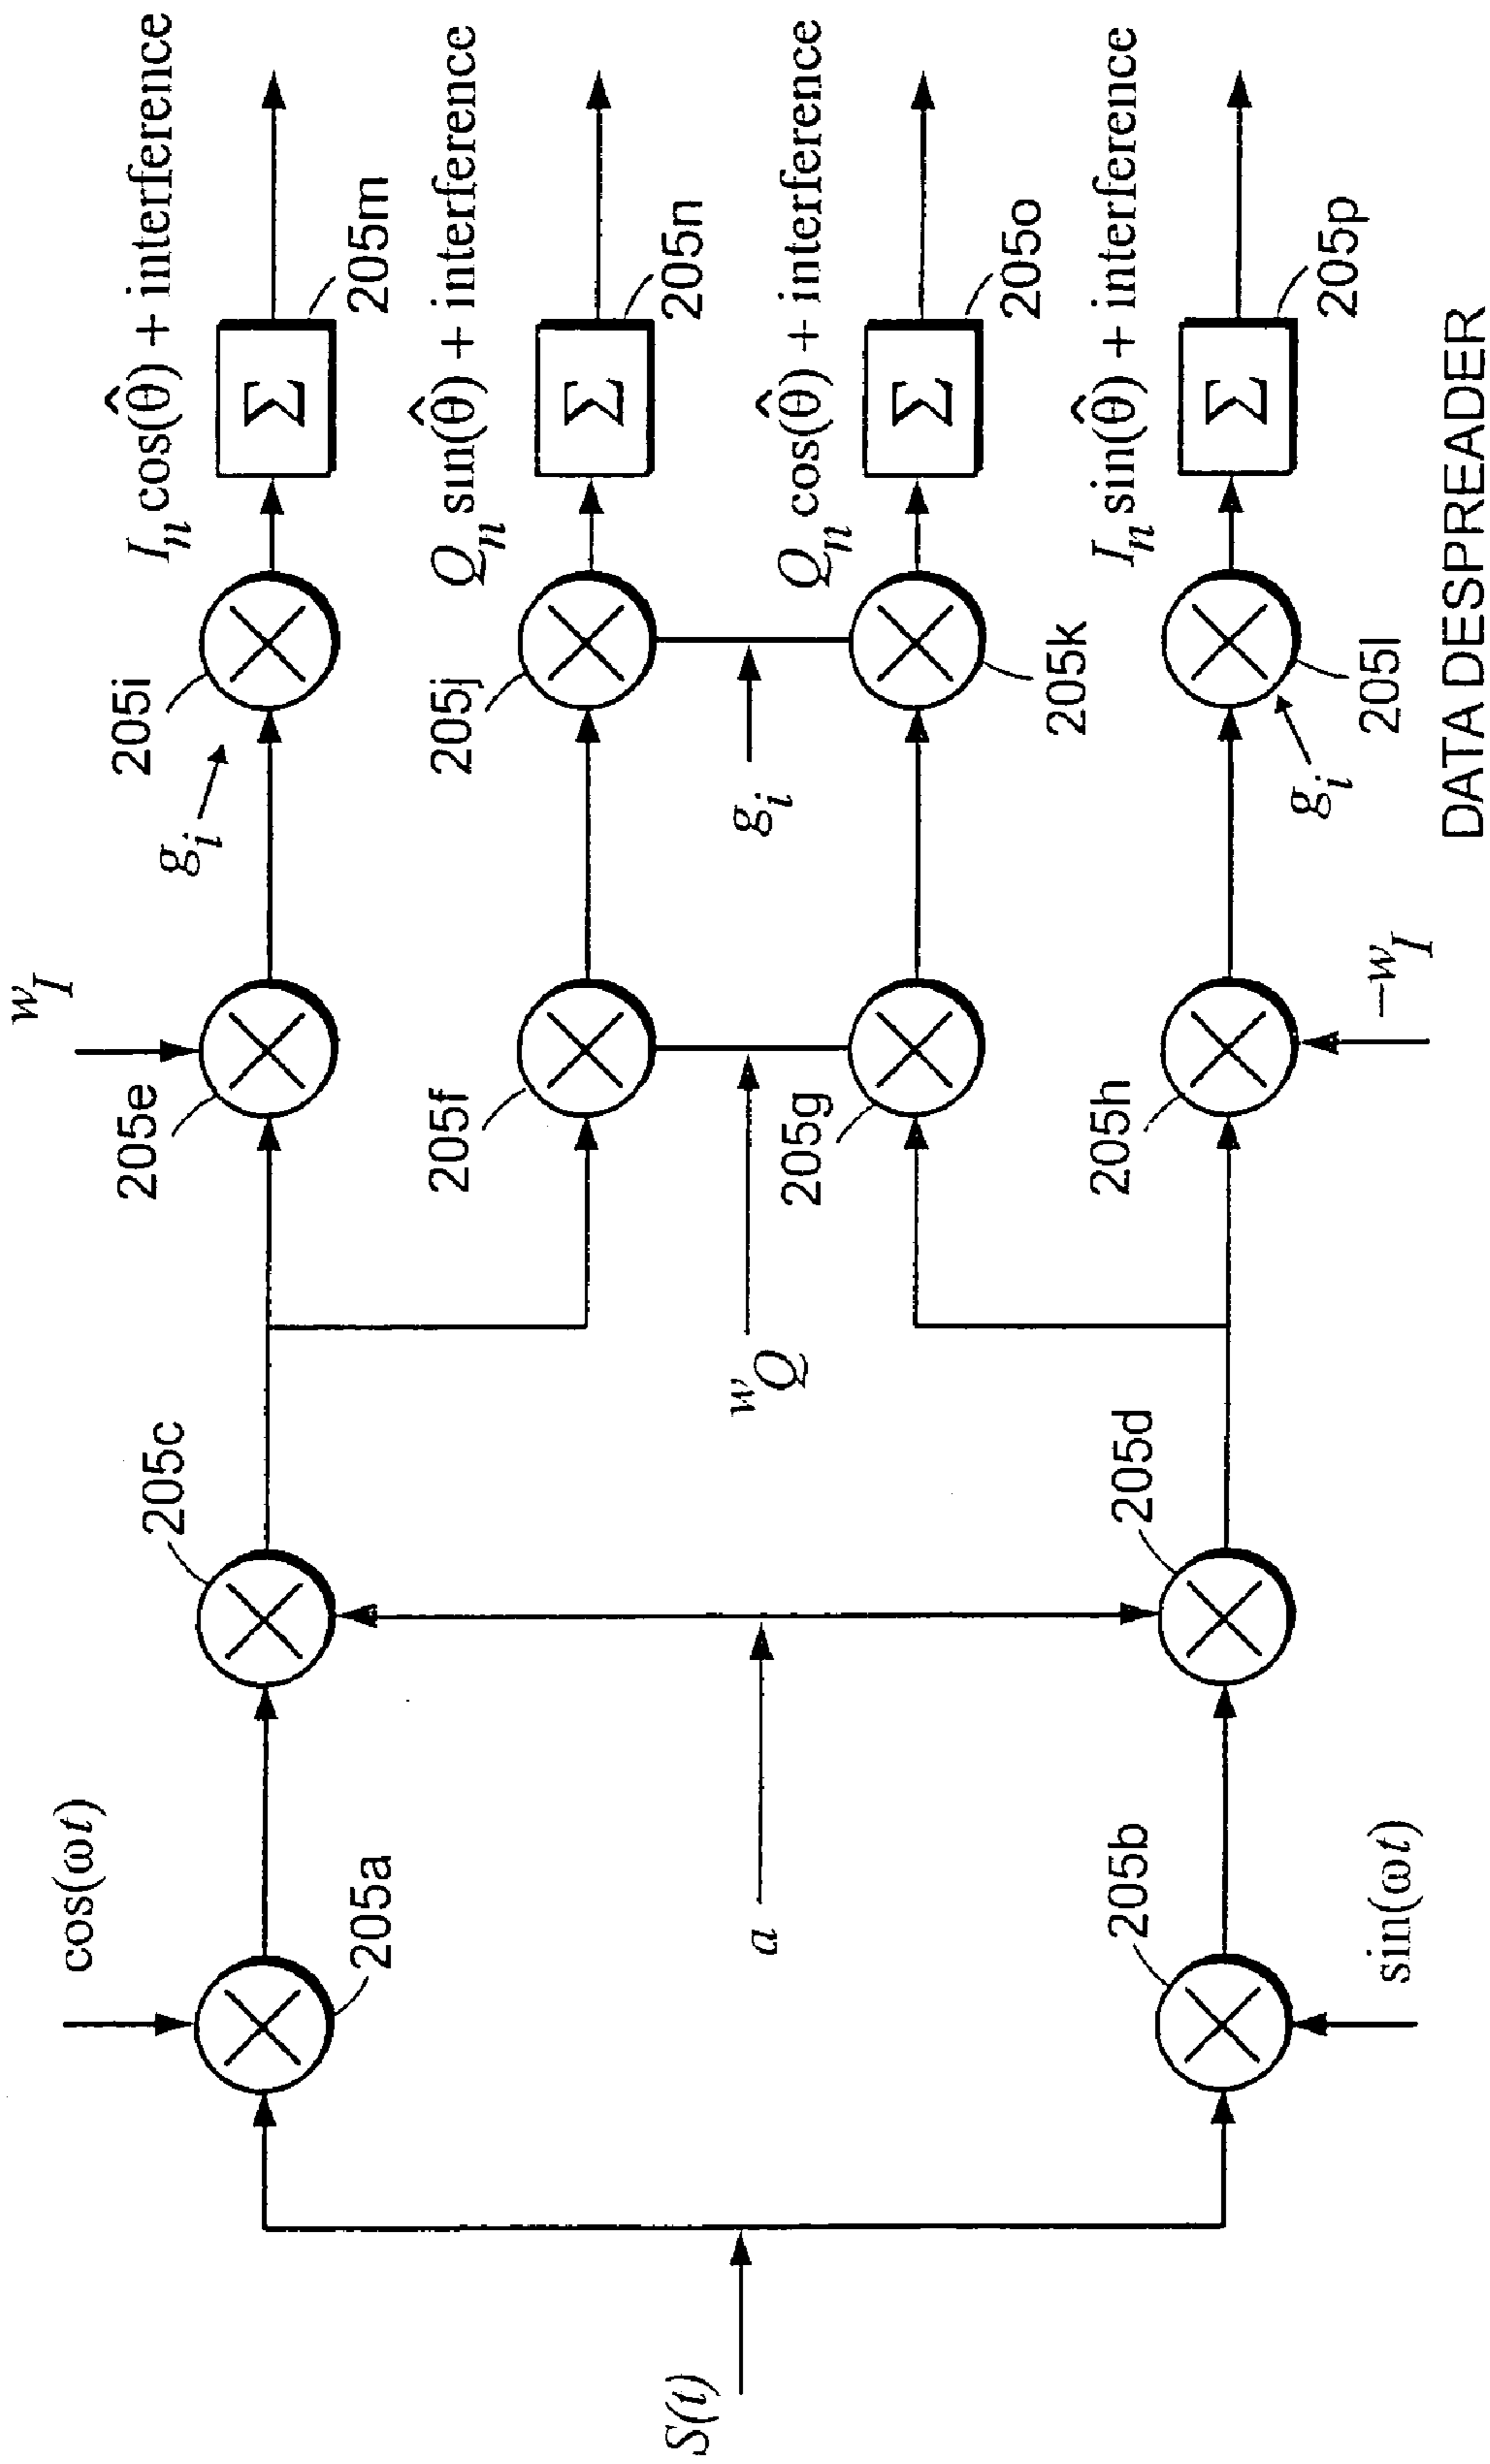 cos(ωt)
205a
205c
w_I
205e
g_i
205i
I_n cos(θ̂) + interference
205m
205f
205j
Q_n sin(θ̂) + interference
205n
S(t)
a
w_Q
g_i
205g
205k
Q_n cos(θ̂) + interference
205o
205b
sin(ωt)
205d
205h
−w_I
g_i
205l
I_n sin(θ̂) + interference
205p
Σ
Σ
Σ
Σ
DATA DESPREADER